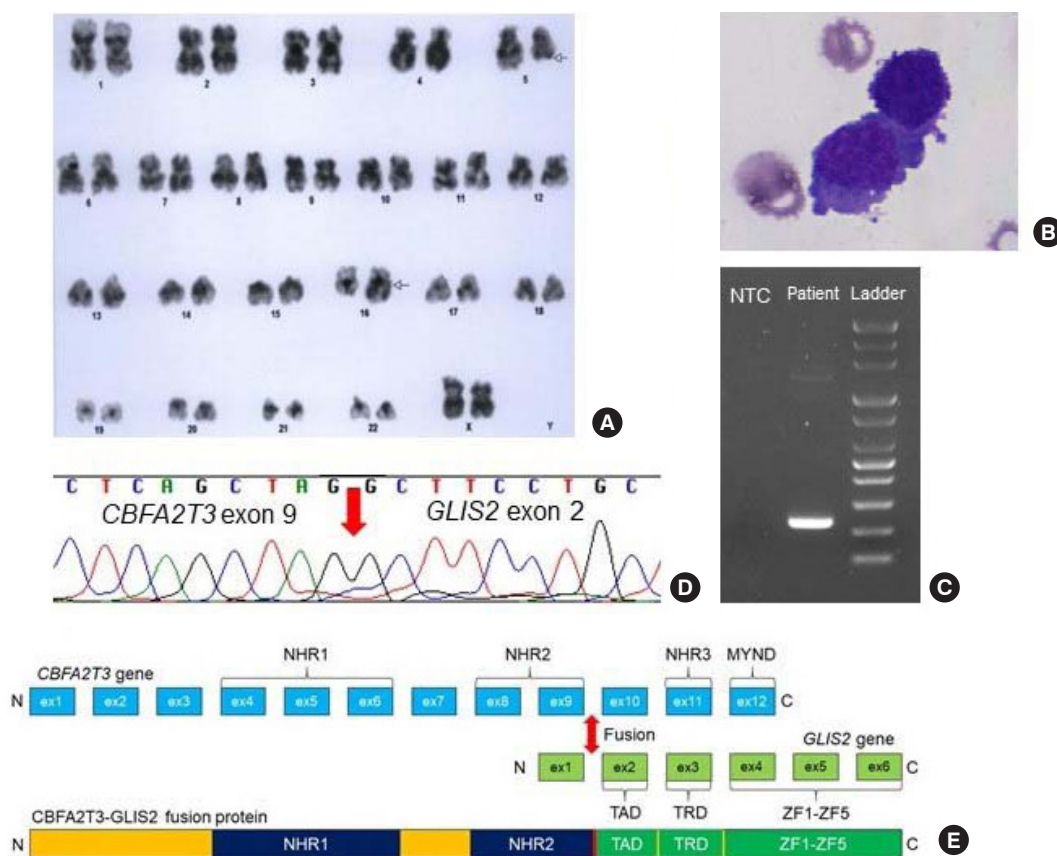 1 2 3 4 5
6 7 8 9 10 11 12
13 14 15 16 17 18
19 20 21 22 X Y
A
B
NTC Patient Ladder
C
C T C A G C T A G G C T T C C T G C
CBFA2T3 exon 9 GLIS2 exon 2
D
NHR1 NHR2 NHR3 MYND
CBFA2T3 gene
N ex1 ex2 ex3 ex4 ex5 ex6 ex7 ex8 ex9 ex10 ex11 ex12 C
Fusion GLIS2 gene
N ex1 ex2 ex3 ex4 ex5 ex6 C
TAD TRD ZF1-ZF5
CBFA2T3-GLIS2 fusion protein
N NHR1 NHR2 TAD TRD ZF1-ZF5 C
E